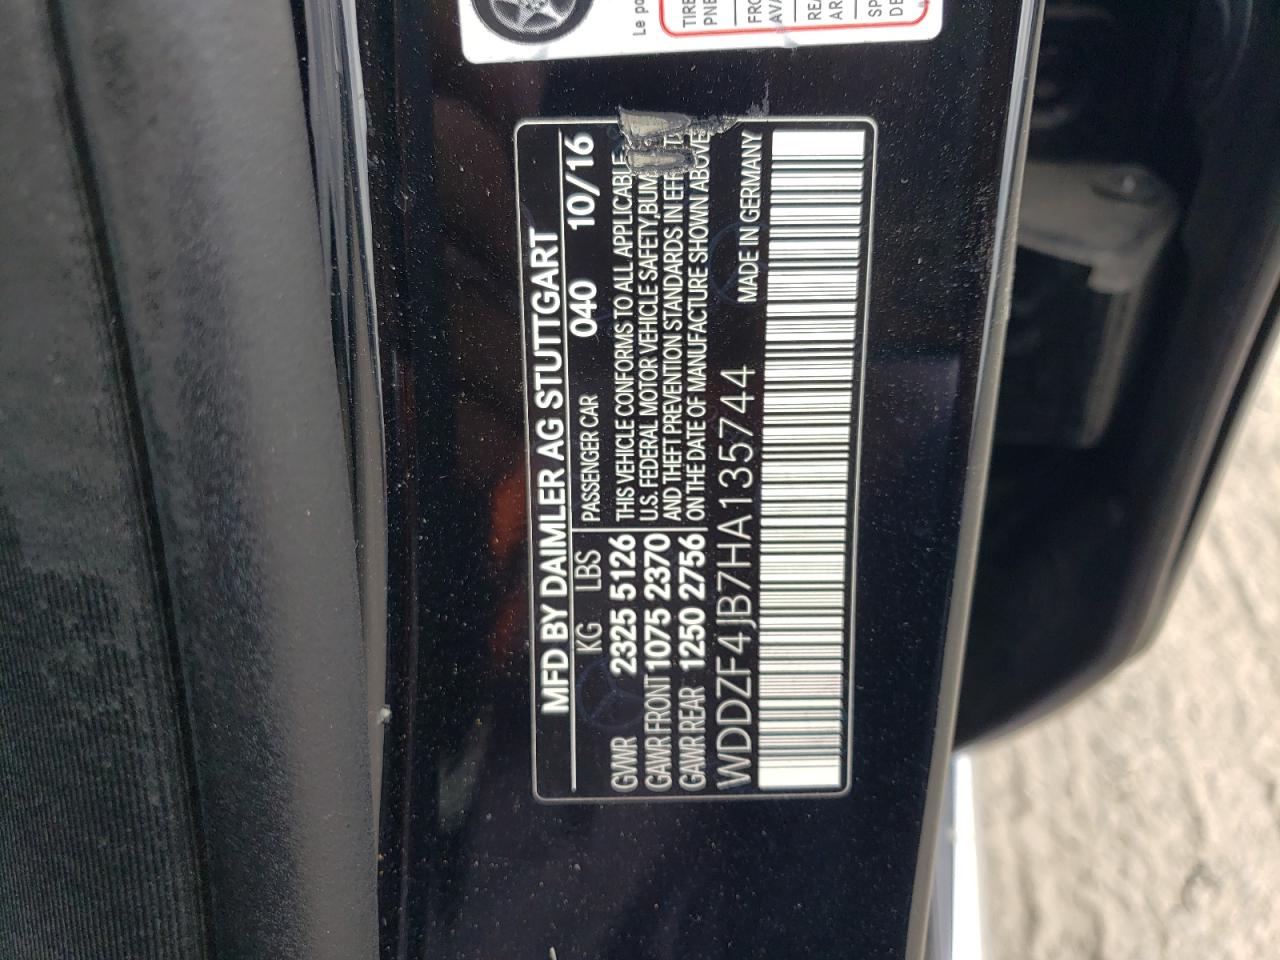 MFD BY DAIMLER AG STUTTGART
KG LBS PASSENGER CAR 040 10/16
GVWR 2325 5126 THIS VEHICLE CONFORMS TO ALL APPLICABLE
GAWR FRONT 1075 2370 U.S. FEDERAL MOTOR VEHICLE SAFETY,
GAWR REAR 1250 2756 AND THEFT PREVENTION STANDARDS IN
ON THE DATE OF MANUFACTURE SHOWN ABOVE
WDDZF4JB7HA135744 MADE IN GERMANY
Le